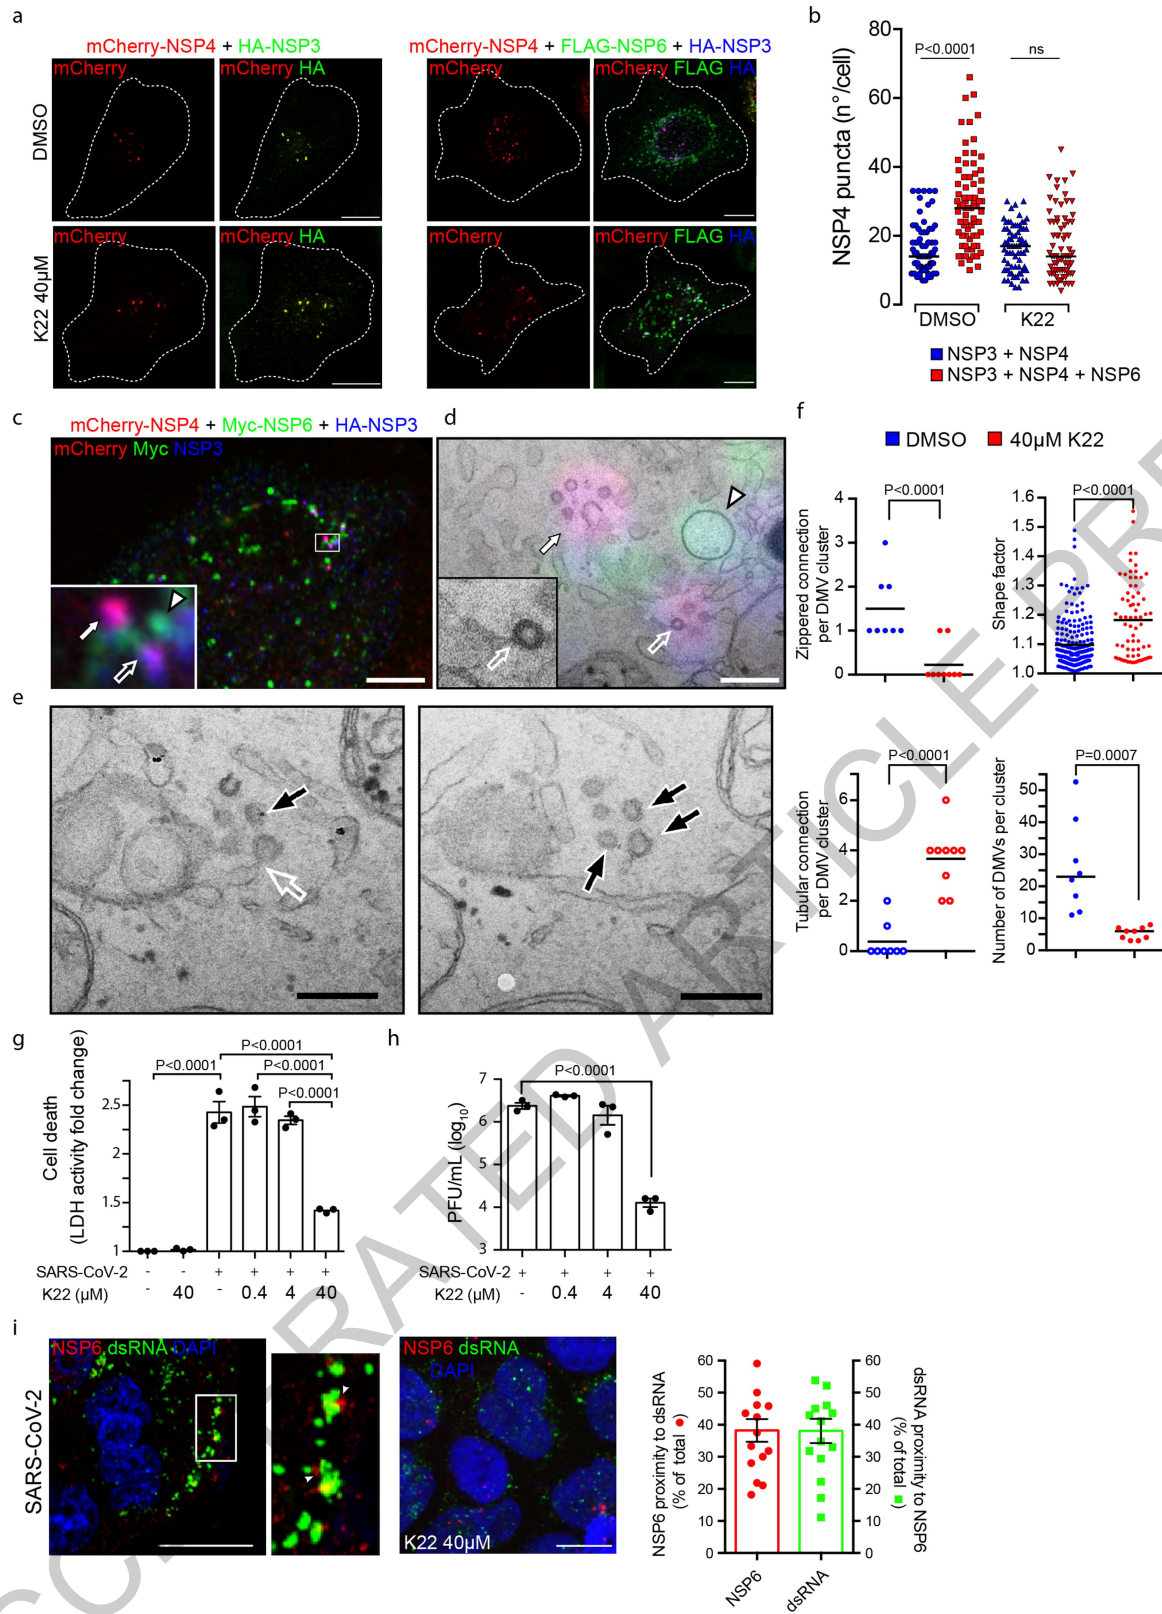 a
mCherry-NSP4 + HA-NSP3
mCherry-NSP4 + FLAG-NSP6 + HA-NSP3
DMSO
mCherry
mCherry HA
mCherry
mCherry FLAG HA
K22 40µM
mCherry
mCherry HA
mCherry
mCherry FLAG HA
b
NSP4 puncta (n°/cell)
80
60
40
20
0
P<0.0001
ns
DMSO
K22
NSP3 + NSP4
NSP3 + NSP4 + NSP6
c
mCherry-NSP4 + Myc-NSP6 + HA-NSP3
mCherry Myc NSP3
d
e
f
DMSO
40µM K22
Zippered connection
per DMV cluster
4
3
2
1
0
P<0.0001
Shape factor
1.6
1.5
1.4
1.3
1.2
1.1
1.0
P<0.0001
Tubular connection
per DMV cluster
6
4
2
0
P<0.0001
Number of DMVs per cluster
50
40
30
20
10
0
P=0.0007
g
Cell death
(LDH activity fold change)
2.5
2
1.5
1
P<0.0001
P<0.0001
P<0.0001
P<0.0001
SARS-CoV-2 - - + + + +
K22 (µM) - 40 - 0.4 4 40
h
PFU/mL (log10)
7
6
5
4
3
P<0.0001
SARS-CoV-2 + + + +
K22 (µM) - 0.4 4 40
i
SARS-CoV-2
NSP6 dsRNA DAPI
NSP6 dsRNA
DAPI
K22 40µM
NSP6 proximity to dsRNA
(% of total )
60
50
40
30
20
10
0
60
50
40
30
20
10
0
dsRNA proximity to NSP6
(% of total )
NSP6
dsRNA
RATED ARTICLE PRE